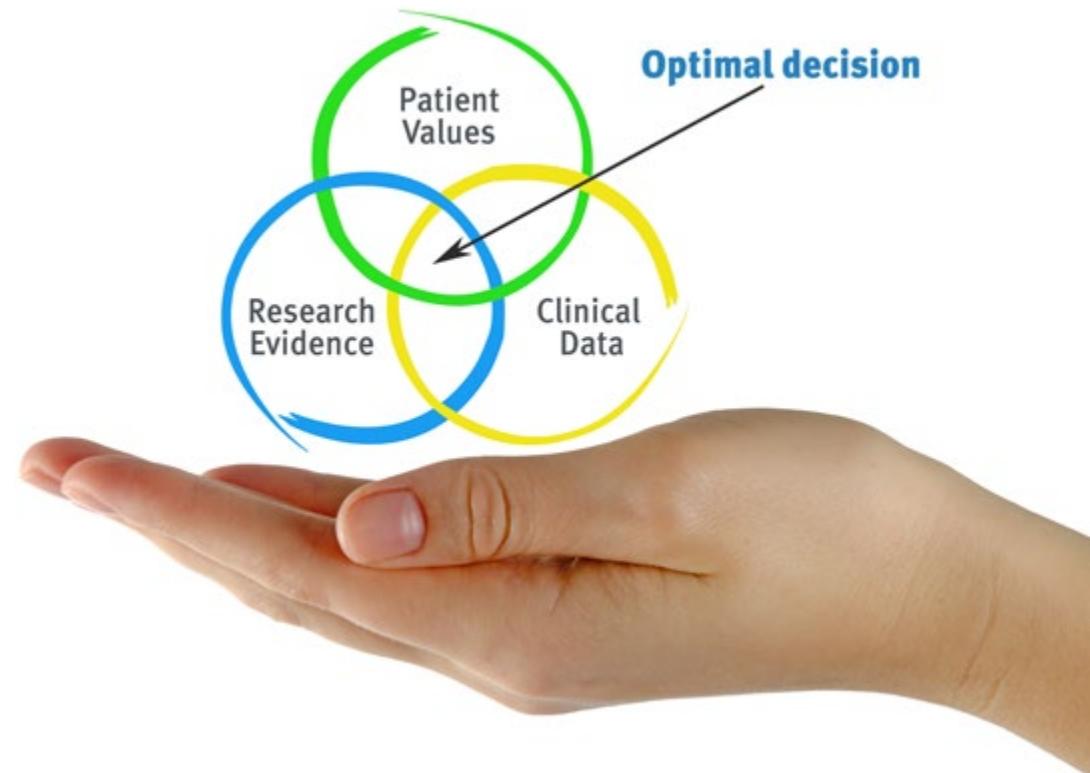 Optimal decision
Patient
Values
Research
Evidence
Clinical
Data